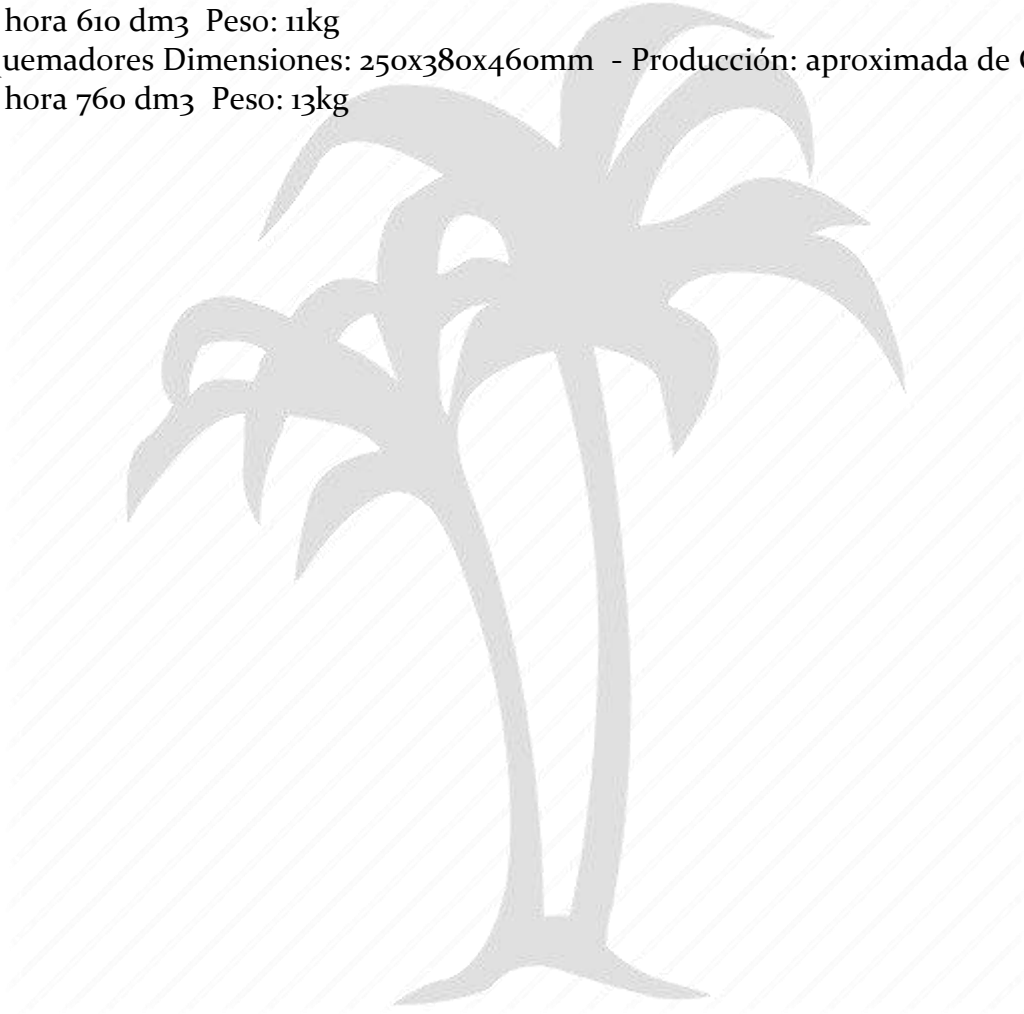 hora 610 dm3  Peso: 11kg
uemadores Dimensiones: 250x380x460mm  - Producción: aproximada de
hora 760 dm3  Peso: 13kg